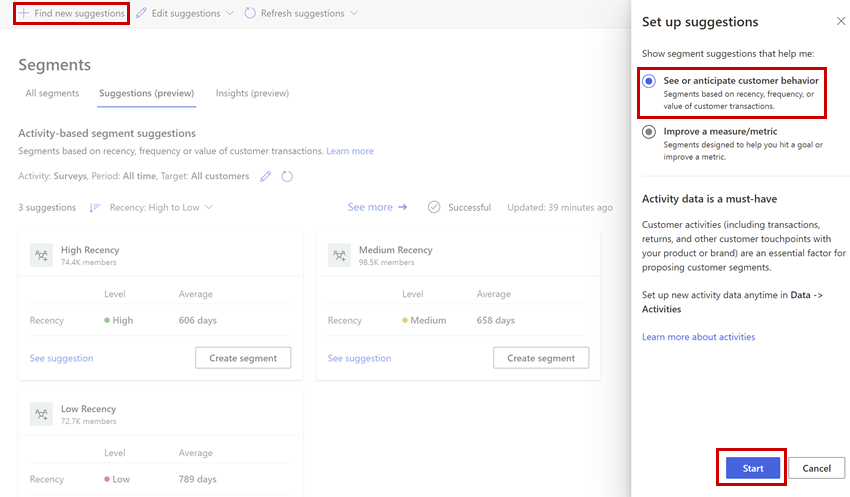 Find new suggestions Edit suggestions Refresh suggestions
Segments
All segments Suggestions (preview) Insights (preview)
Activity-based segment suggestions
Segments based on recency, frequency or value of customer transactions. Learn more
Activity: Surveys, Period: All time, Target: All customers
3 suggestions Recency: High to Low See more Successful Updated: 39 minutes ago
High Recency
74.4K members
Level Average
Recency High 606 days
See suggestion Create segment
Medium Recency
98.5K members
Level Average
Recency Medium 658 days
See suggestion Create segment
Low Recency
72.7K members
Level Average
Recency Low 789 days
Set up suggestions
Show segment suggestions that help me:
See or anticipate customer behavior
Segments based on recency, frequency, or
value of customer transactions.
Improve a measure/metric
Segments designed to help you hit a goal or
improve a metric.
Activity data is a must-have
Customer activities (including transactions,
returns, and other customer touchpoints with
your product or brand) are an essential factor for
proposing customer segments.
Set up new activity data anytime in Data ->
Activities
Learn more about activities
Start Cancel